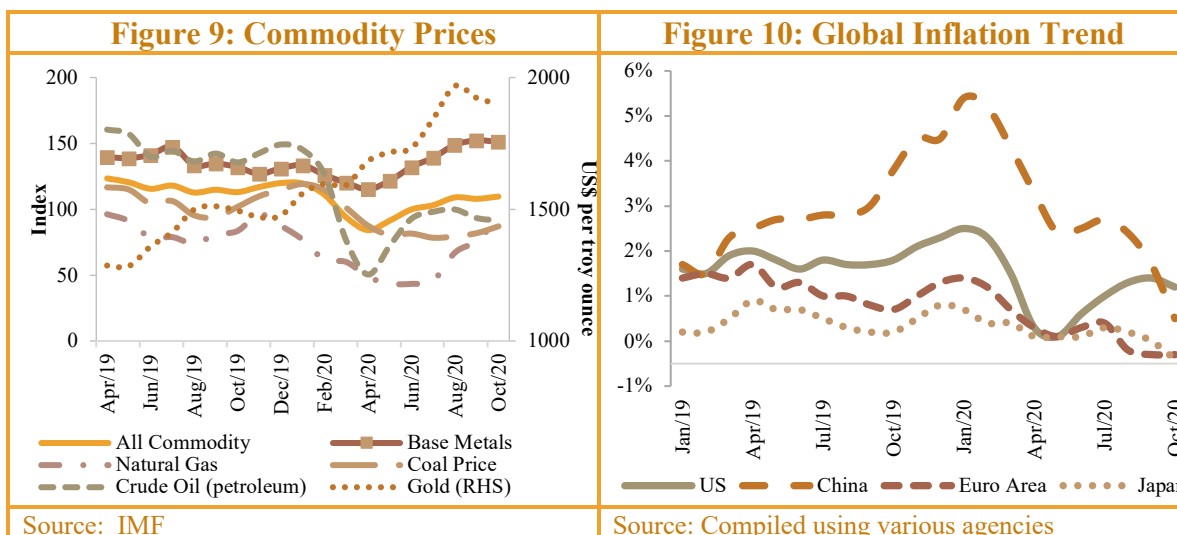 Figure 9: Commodity Prices
200
150
100
50
0
Index
2000
1500
1000
US$ per troy ounce
Apr/19
Jun/19
Aug/19
Oct/19
Dec/19
Feb/20
Apr/20
Jun/20
Aug/20
Oct/20
All Commodity
Base Metals
Natural Gas
Coal Price
Crude Oil (petroleum)
Gold (RHS)
Source: IMF
Figure 10: Global Inflation Trend
6%
5%
4%
3%
2%
1%
0%
-1%
Jan/19
Apr/19
Jul/19
Oct/19
Jan/20
Apr/20
Jul/20
Oct/20
US
China
Euro Area
Japan
Source: Compiled using various agencies